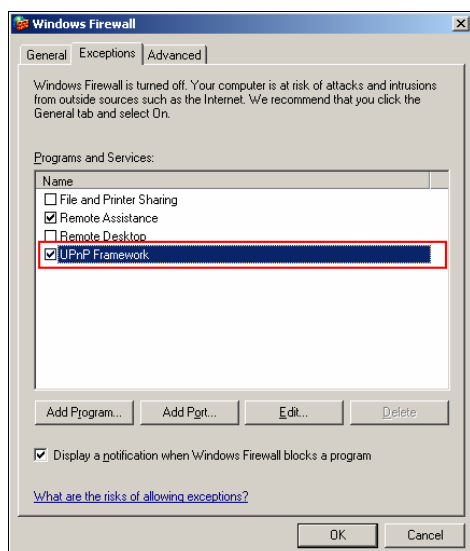 Windows Firewall
General Exceptions Advanced
Windows Firewall is turned off. Your computer is at risk of attacks and intrusions
from outside sources such as the Internet. We recommend that you click the
General tab and select On.
Programs and Services:
Name
File and Printer Sharing
Remote Assistance
Remote Desktop
UPnP Framework
Add Program... Add Port... Edit... Delete
Display a notification when Windows Firewall blocks a program
What are the risks of allowing exceptions?
OK Cancel